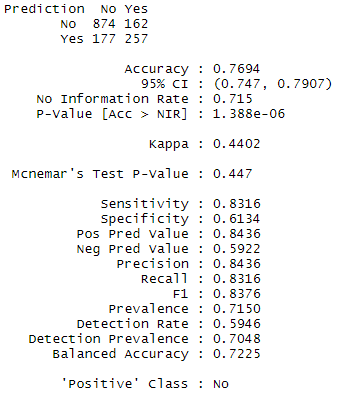 Prediction No Yes
No 874 162
Yes 177 257
Accuracy : 0.7694
95% CI : (0.747, 0.7907)
No Information Rate : 0.715
P-Value [Acc > NIR] : 1.388e-06
Kappa : 0.4402
Mcnemar's Test P-Value : 0.447
Sensitivity : 0.8316
Specificity : 0.6134
Pos Pred Value : 0.8436
Neg Pred Value : 0.5922
Precision : 0.8436
Recall : 0.8316
F1 : 0.8376
Prevalence : 0.7150
Detection Rate : 0.5946
Detection Prevalence : 0.7048
Balanced Accuracy : 0.7225
'Positive' Class : No